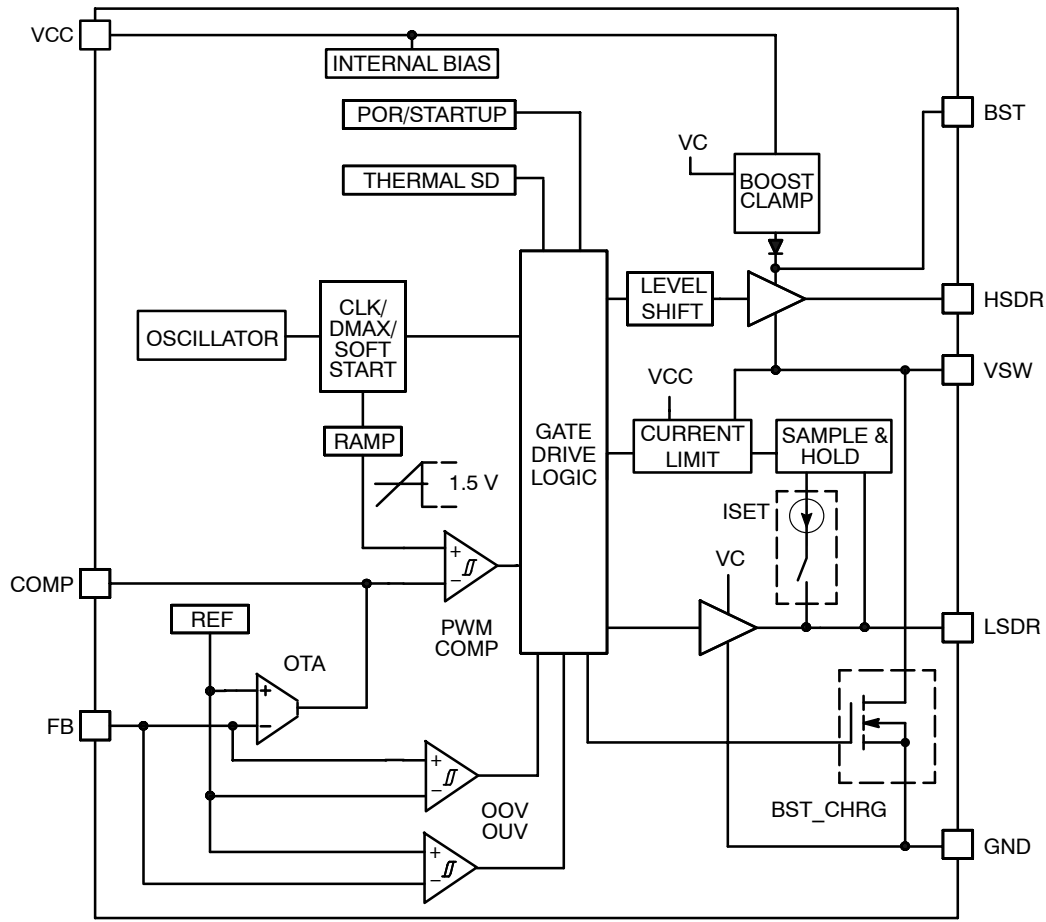 VCC
INTERNAL BIAS
POR/STARTUP
BST
VC
BOOST
CLAMP
THERMAL SD
LEVEL
SHIFT
HSDR
OSCILLATOR
CLK/
DMAX/
SOFT
START
VSW
VCC
CURRENT
LIMIT
SAMPLE &
HOLD
GATE
DRIVE
LOGIC
RAMP
1.5 V
ISET
+
−
COMP
VC
REF
PWM
COMP
LSDR
OTA
+
−
FB
+
−
OOV
OUV
BST_CHRG
+
−
GND